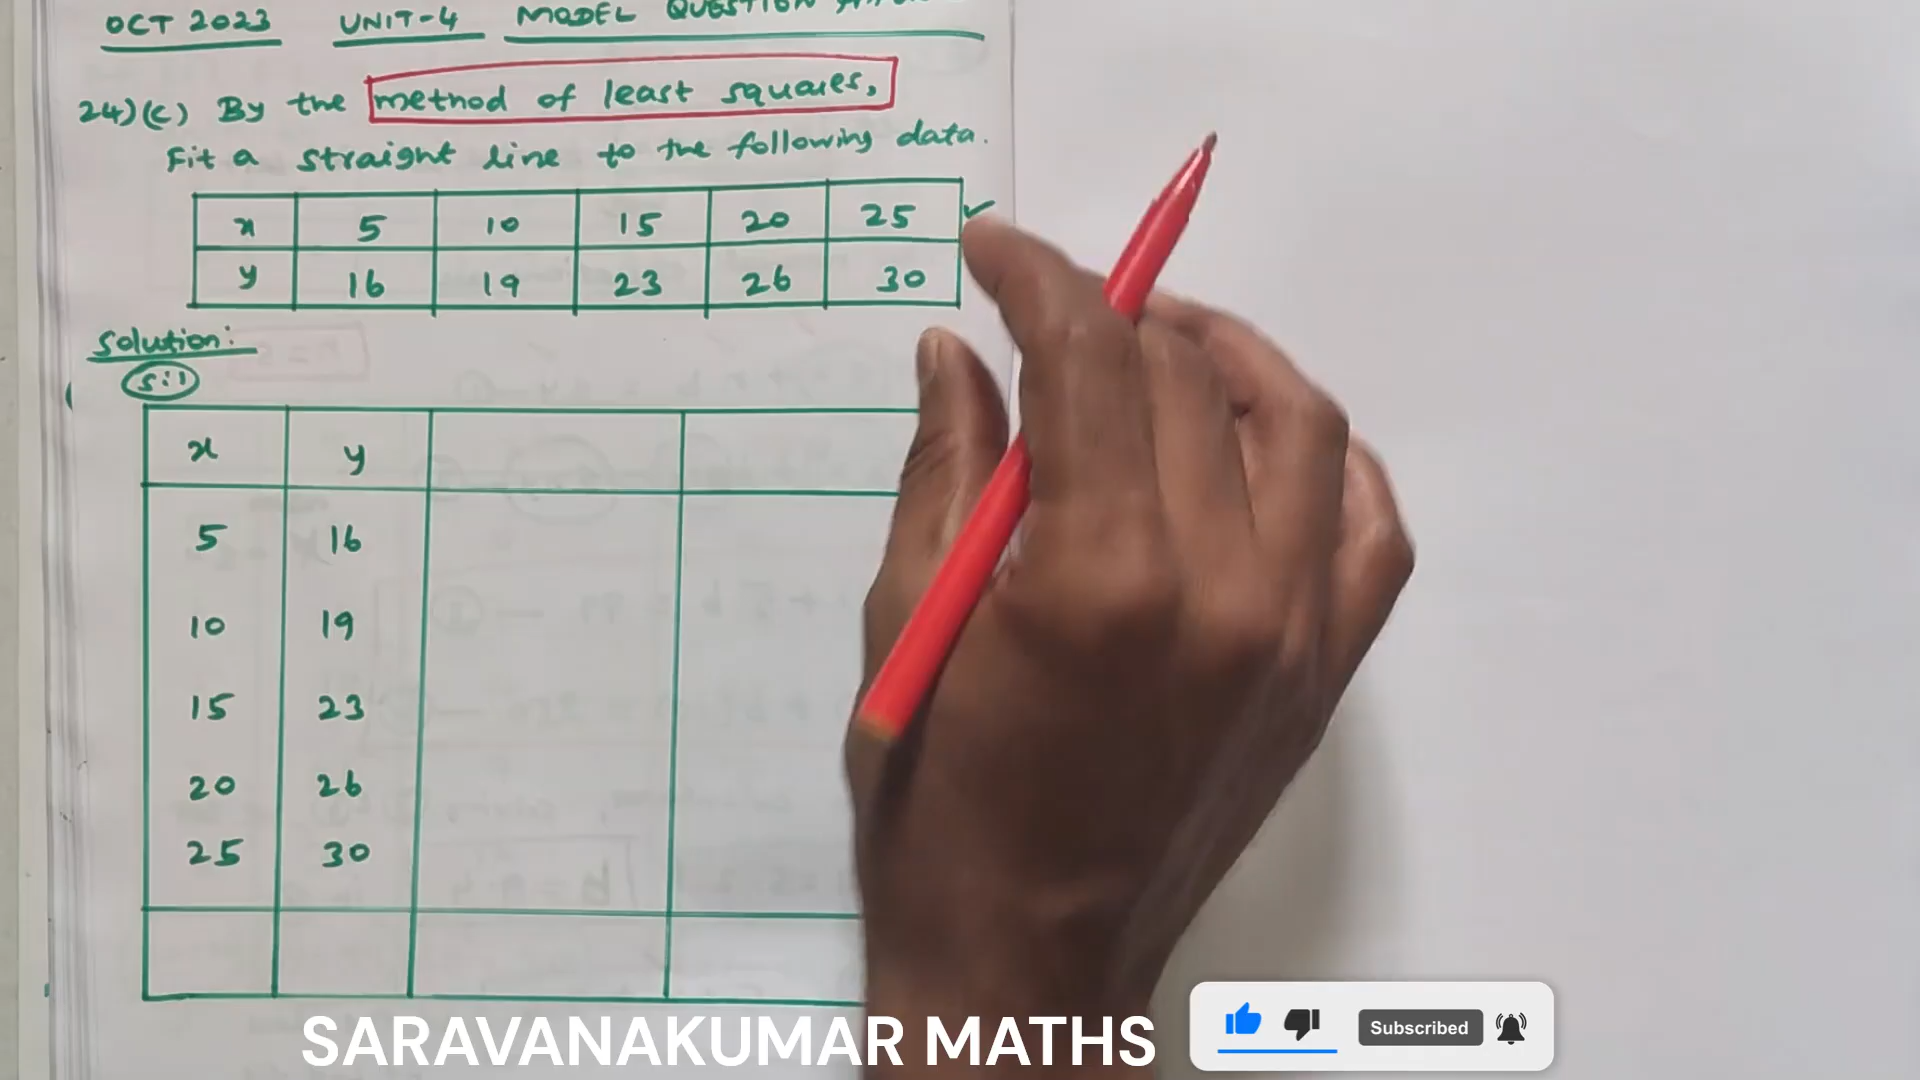 OCT 2023 UNIT-4 MODEL QUESTION
24)(c) By the method of least squares,
Fit a straight line to the following data.
x 5 10 15 20 25 ✓
y 16 19 23 26 30
Solution:
S:1
x y
5 16
10 19
15 23
20 26
25 30
SARAVANAKUMAR MATHS
Subscribed